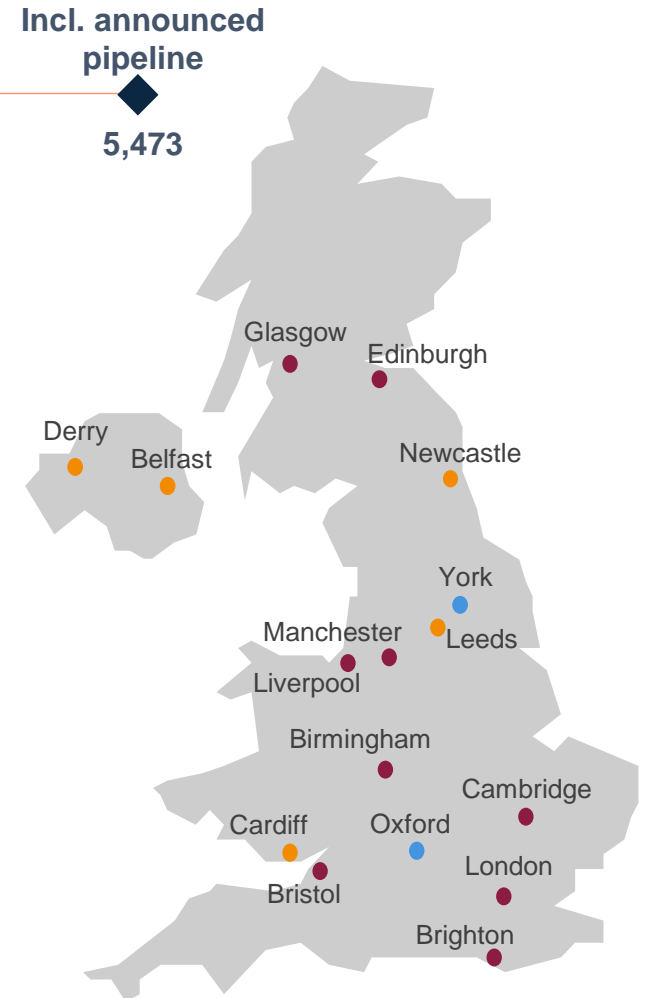 Incl. announced
pipeline
5,473
Glasgow
Edinburgh
Derry
Belfast
Newcastle
York
Manchester
Leeds
Liverpool
Birmingham
Cambridge
Cardiff
Oxford
London
Bristol
Brighton